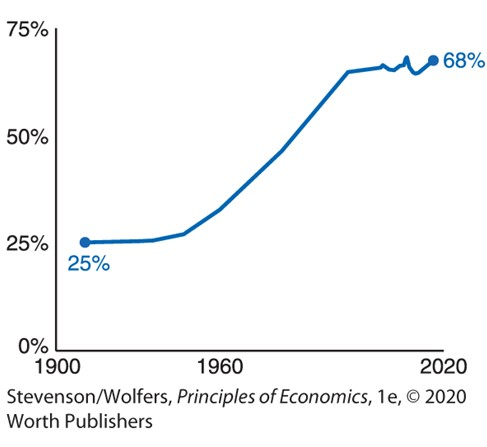 75%
68%
50%
25%
25%
0%
1900 1960 2020
Stevenson/Wolfers, Principles of Economics, 1e, © 2020
Worth Publishers